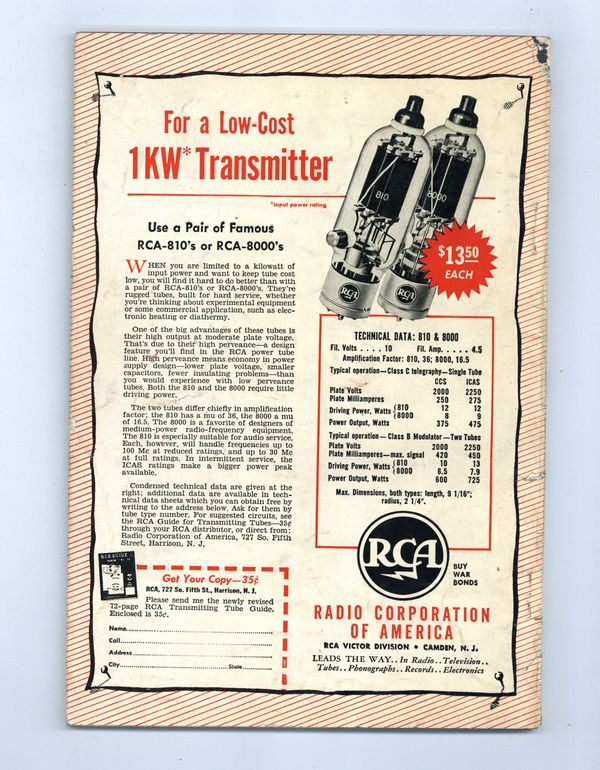 For a Low-Cost
1KW* Transmitter
*input power rating
810
8000
$13.50
EACH
RCA
RCA
Use a Pair of Famous
RCA-810's or RCA-8000's
WHEN you are limited to a kilowatt of
input power and want to keep tube cost
low, you will find it hard to do better than with
a pair of RCA-810's or RCA-8000's. They're
rugged tubes, built for hard service, whether
you're thinking about experimental equipment
or some commercial application, such as elec-
tronic heating or diathermy.
One of the big advantages of these tubes is
their high output at moderate plate voltage.
That's due to their high perveance—a design
feature you'll find in the RCA power tube
line. High perveance means economy in power
supply design—lower plate voltage, smaller
capacitors, fewer insulating problems—than
you would experience with low perveance
tubes. Both the 810 and the 8000 require little
driving power.
The two tubes differ chiefly in amplification
factor; the 810 has a mu of 36, the 8000 a mu
of 16.5. The 8000 is a favorite of designers of
medium-power radio-frequency equipment.
The 810 is especially suitable for audio service.
Each, however, will handle frequencies up to
100 Mc at reduced ratings, and up to 30 Mc
at full ratings. In intermittent service, the
ICAS ratings make a bigger power peak
available.
Condensed technical data are given at the
right; additional data are available in tech-
nical data sheets which you can obtain free by
writing to the address below. Ask for them by
tube type number. For suggested circuits, see
the RCA Guide for Transmitting Tubes—35¢
through your RCA distributor, or direct from:
Radio Corporation of America, 727 So. Fifth
Street, Harrison, N. J.
TECHNICAL DATA: 810 & 8000
Fil. Volts . . . . 10 Fil. Amp. . . . . 4.5
Amplification Factor: 810, 36; 8000, 16.5
Typical operation—Class C telegraphy—Single Tube
CCS ICAS
Plate Volts 2000 2250
Plate Milliamperes 250 275
Driving Power, Watts {810 12 12
{8000 8 9
Power Output, Watts 375 475
Typical operation—Class B Modulator—Two Tubes
Plate Volts 2000 2250
Plate Milliamperes—max. signal 420 450
Driving Power, Watts {810 10 13
{8000 6.5 7.9
Power Output, Watts 600 725
Max. Dimensions, both types: length, 9 1/16";
radius, 2 1/4".
RCA GUIDE
Get Your Copy—35¢
RCA, 727 So. Fifth St., Harrison, N. J.
Please send me the newly revised
72-page RCA Transmitting Tube Guide.
Enclosed is 35¢.
Name
Call
Address
City State
RCA
BUY
WAR
BONDS
RADIO CORPORATION
OF AMERICA
RCA VICTOR DIVISION • CAMDEN, N. J.
LEADS THE WAY . . In Radio . . Television . .
Tubes . . Phonographs . . Records . . Electronics